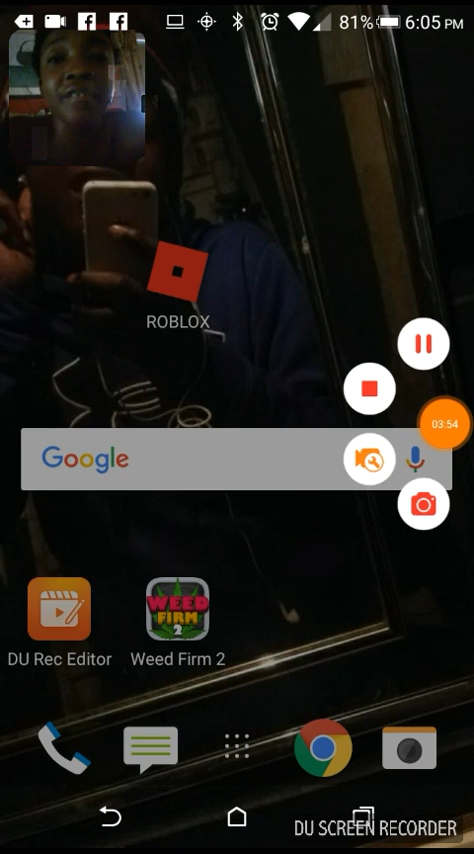 81% 6:05 PM
ROBLOX
03:54
Google
WEED
FIRM
2
DU Rec Editor
Weed Firm 2
DU SCREEN RECORDER